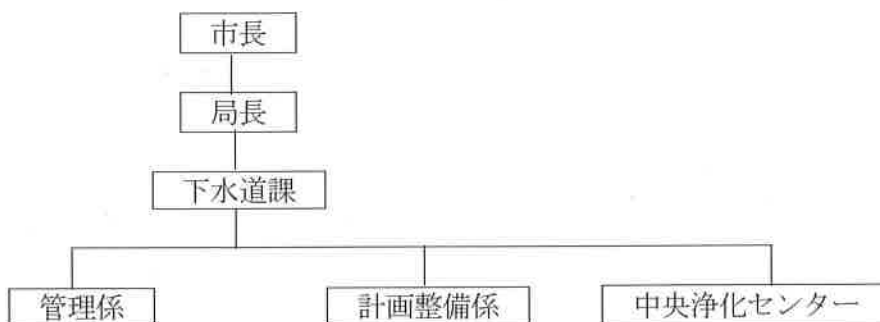 市長
局長
下水道課
管理係
計画整備係
中央浄化センター